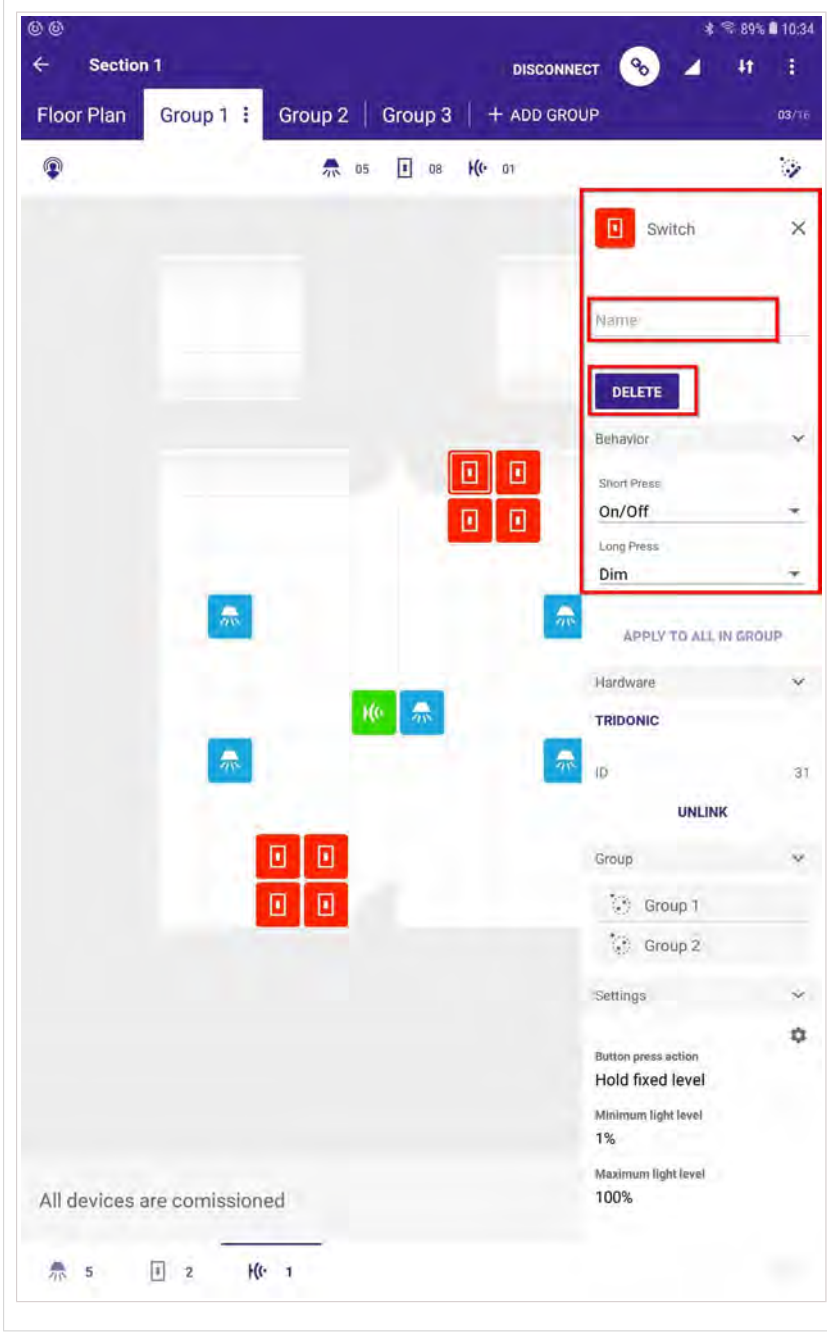 89% 10:34
Section 1
DISCONNECT
Floor Plan Group 1 Group 2 Group 3 + ADD GROUP 03/16
05 08 01
Switch
Name
DELETE
Behavior
Short Press
On/Off
Long Press
Dim
APPLY TO ALL IN GROUP
Hardware
TRIDONIC
ID 31
UNLINK
Group
Group 1
Group 2
Settings
Button press action
Hold fixed level
Minimum light level
1%
Maximum light level
100%
All devices are comissioned
5 2 1